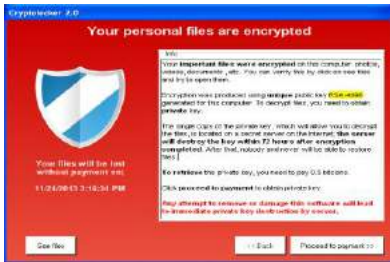 Cryptolocker 2.0
Your personal files are encrypted
Info
Your important files were encrypted on this computer: photos,
videos, documents, etc. You can verify this by click on see files
and try to open them.
Encryption was produced using unique public key
generated for this computer. To decrypt files, you need to obtain
private key.
The single copy of the private key, which will allow you to decrypt
the files, is located on a secret server on the Internet; the server
will destroy the key within 72 hours after encryption
completed. After that, nobody and never will be able to restore
files.
To retrieve the private key, you need to pay 0.5 bitcoins.
Click proceed to payment to obtain private key.
Any attempt to remove or damage this software will lead
to immediate private key destruction by server.
Your files will be lost
without payment on:
11/24/2013 3:16:34 PM
See files
<< Back
Proceed to payment >>